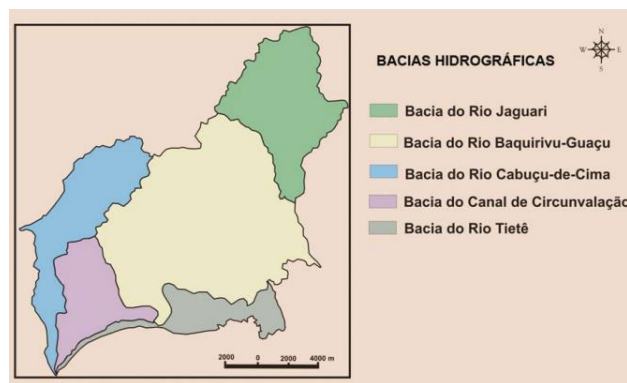 N
W E
S
BACIAS HIDROGRÁFICAS
Bacia do Rio Jaguari
Bacia do Rio Baquirivu-Guaçu
Bacia do Rio Cabuçu-de-Cima
Bacia do Canal de Circunvalação
Bacia do Rio Tietê
2000 0 2000 4000 m